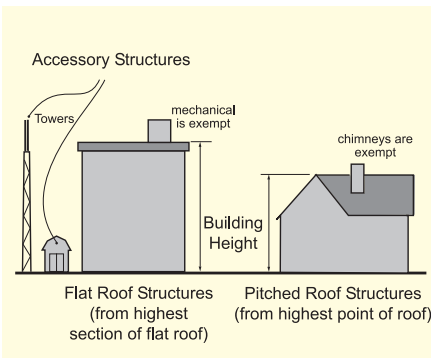 Accessory Structures
Towers
mechanical
is exempt
chimneys are
exempt
Building
Height
Flat Roof Structures
(from highest
section of flat roof)
Pitched Roof Structures
(from highest point of roof)